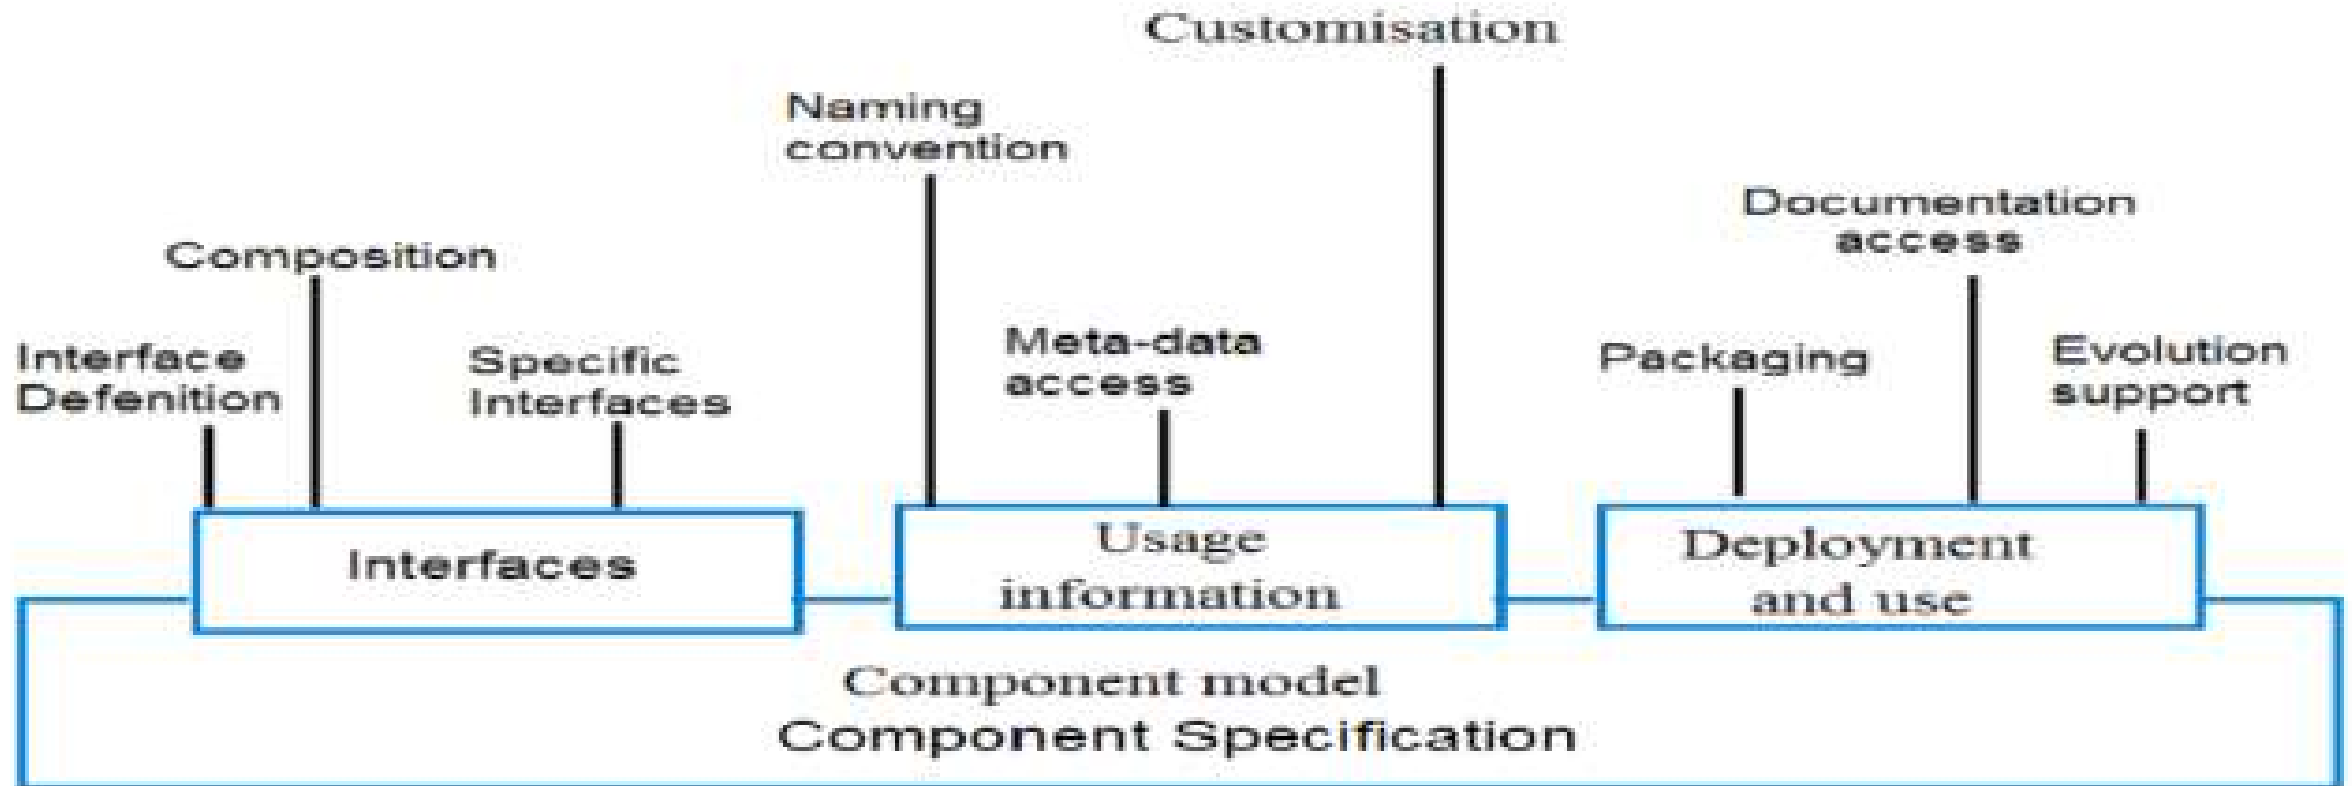 Customisation
Naming
convention
Documentation
access
Composition
Interface
Defenition
Specific
Interfaces
Meta-data
access
Packaging
Evolution
support
Interfaces
Usage
information
Deployment
and use
Component model
Component Specification